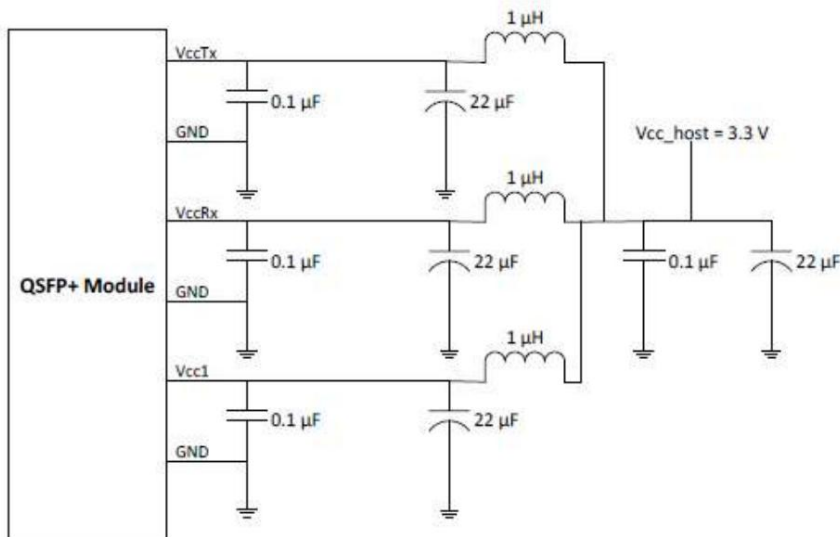 1 µH
VccTx
0.1 µF
22 µF
GND
Vcc_host = 3.3 V
1 µH
VccRx
0.1 µF
22 µF
0.1 µF
22 µF
QSFP+ Module
GND
1 µH
Vcc1
0.1 µF
22 µF
GND